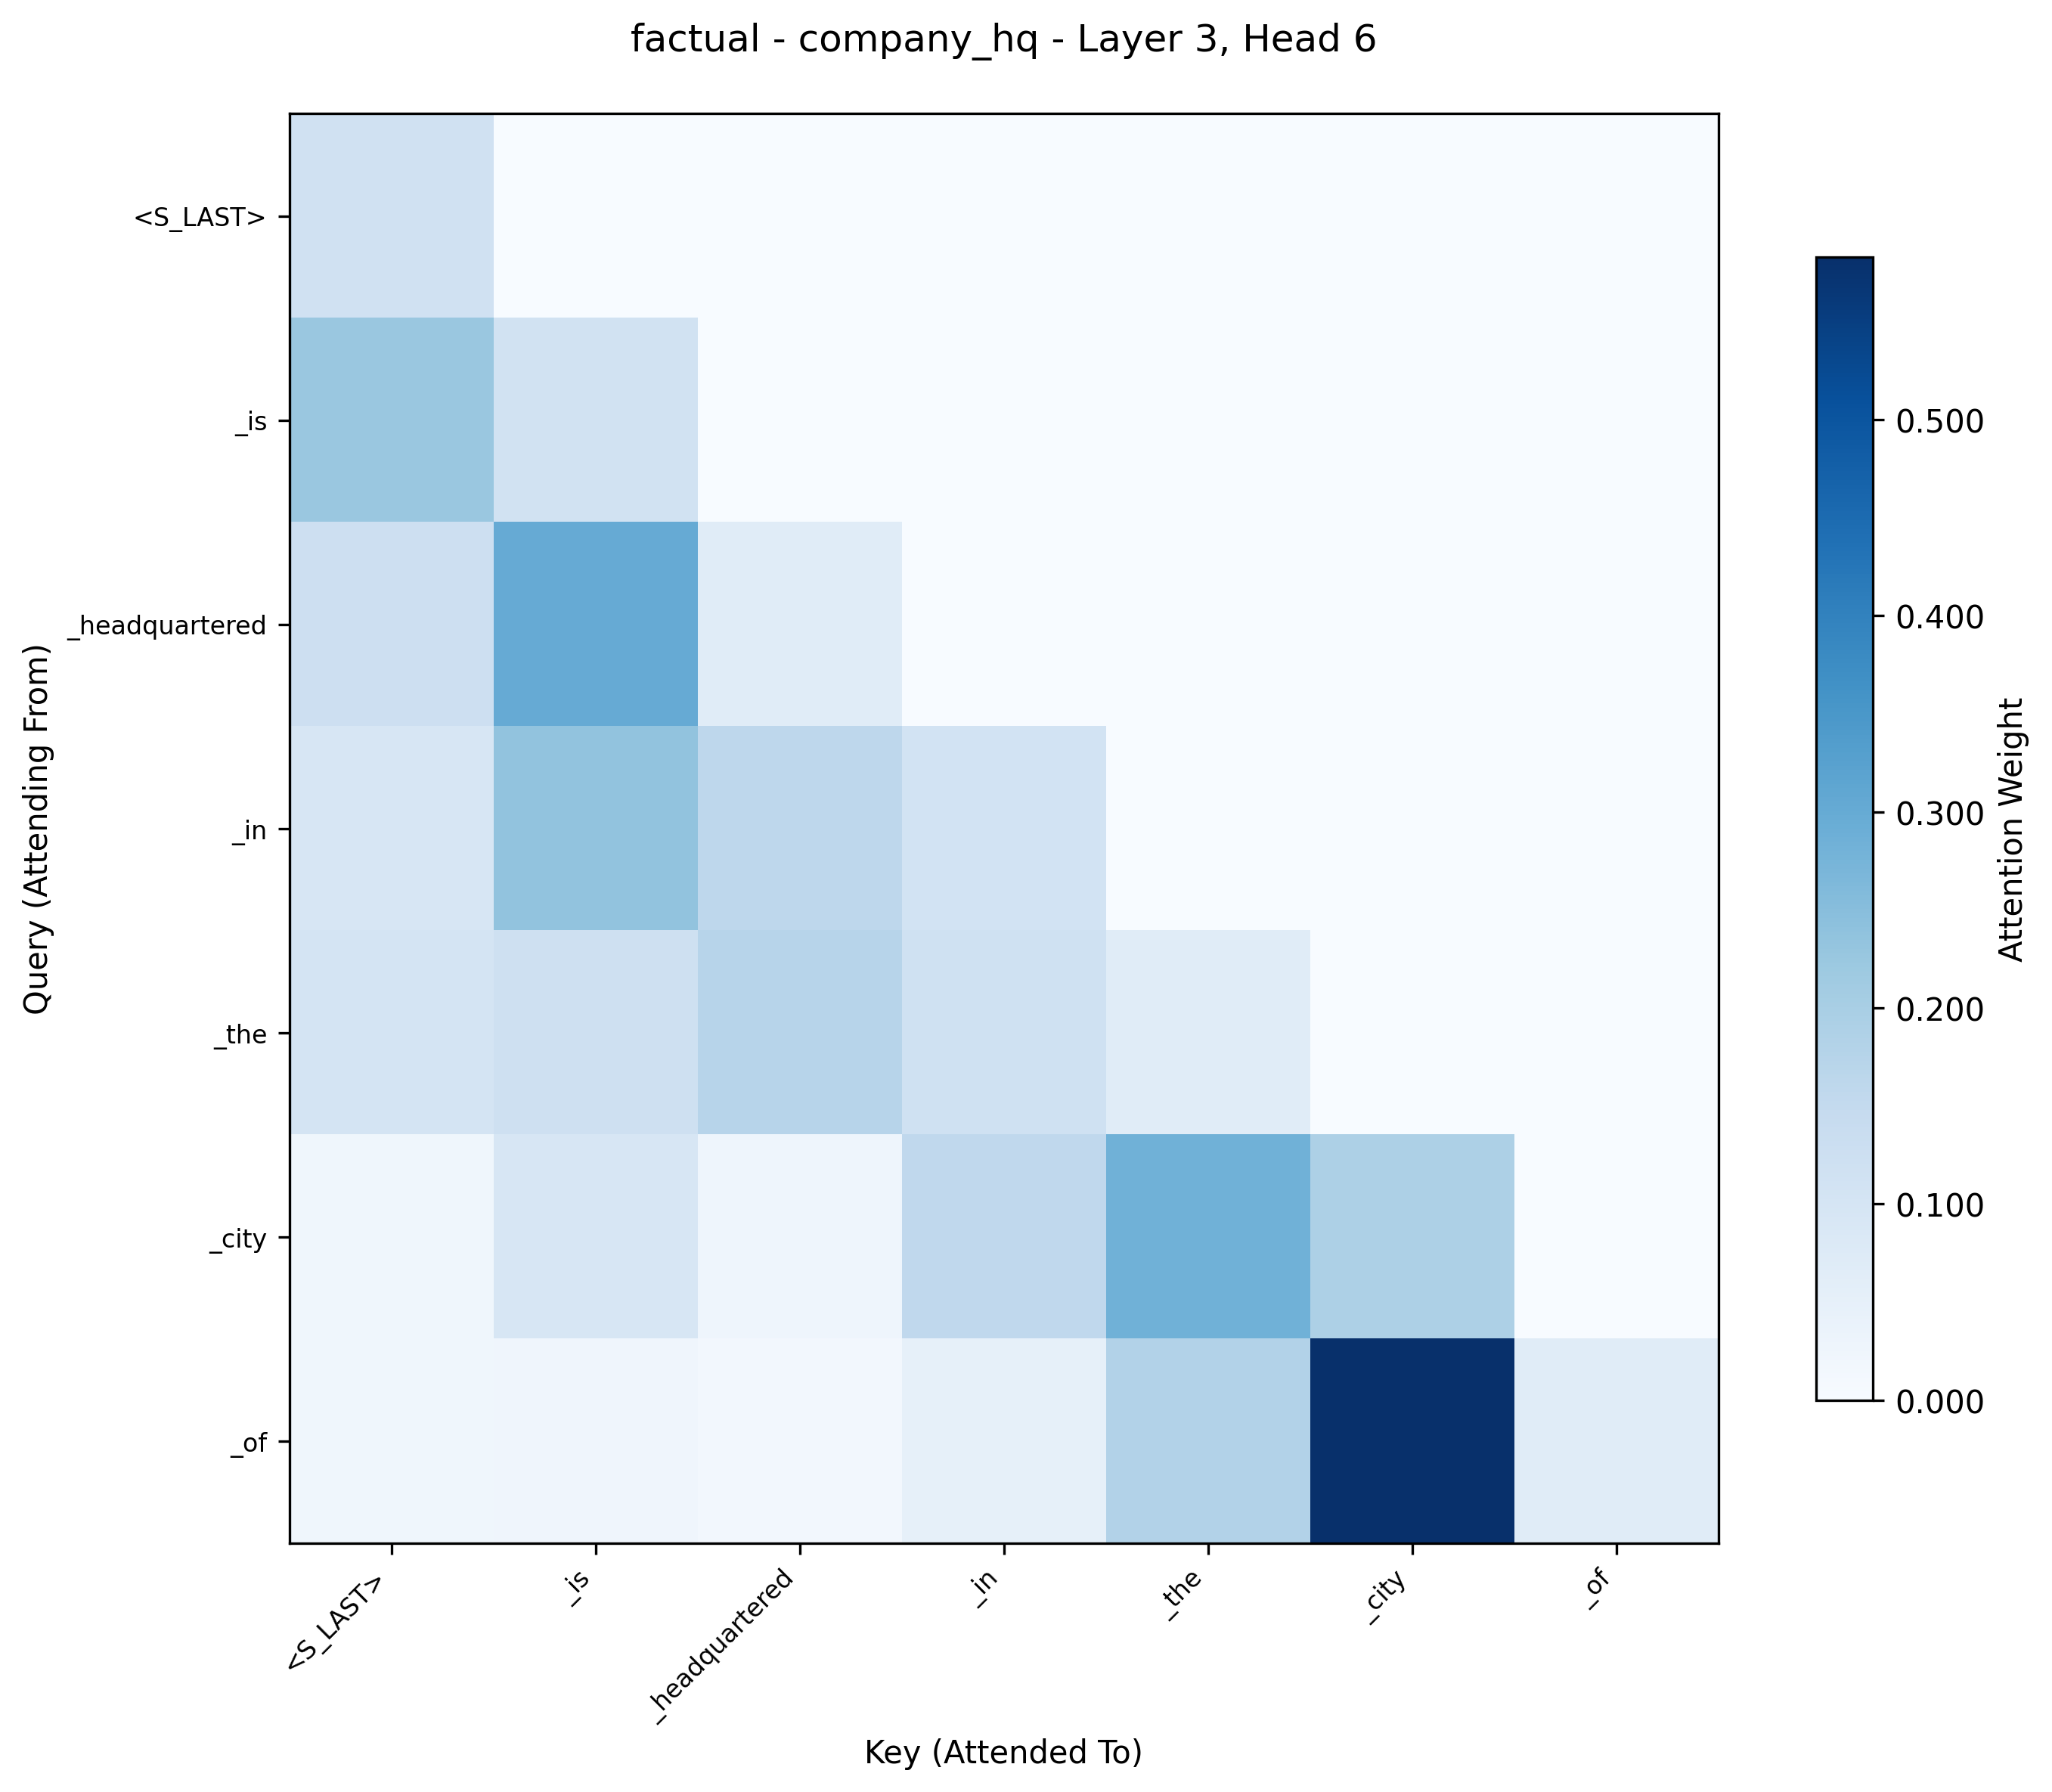 factual - company_hq - Layer 3, Head 6
Query (Attending From)
<S_LAST>
_is
_headquartered
_in
_the
_city
_of
<S_LAST>
_is
_headquartered
_in
_the
_city
_of
Key (Attended To)
0.500
0.400
0.300
0.200
0.100
0.000
Attention Weight